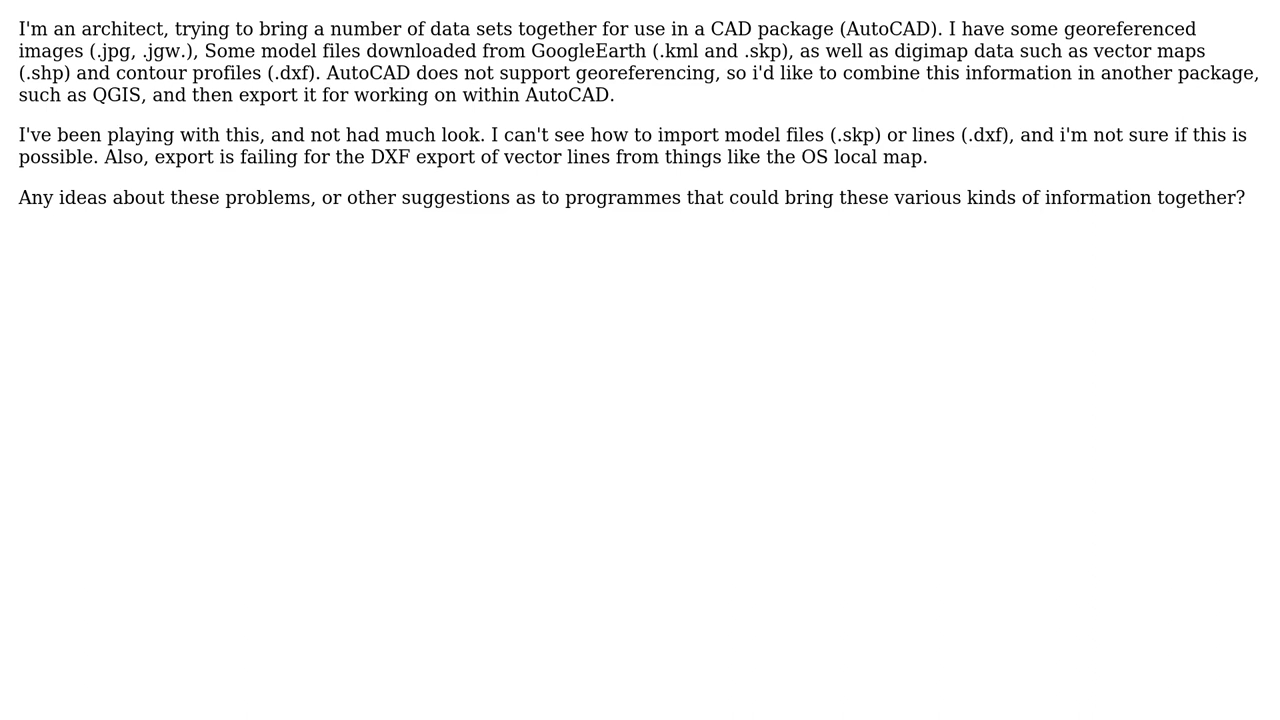 I'm an architect, trying to bring a number of data sets together for use in a CAD package (AutoCAD). I have some georeferenced
images (.jpg, .jgw.), Some model files downloaded from GoogleEarth (.kml and .skp), as well as digimap data such as vector maps
(.shp) and contour profiles (.dxf). AutoCAD does not support georeferencing, so i'd like to combine this information in another package,
such as QGIS, and then export it for working on within AutoCAD.
I've been playing with this, and not had much look. I can't see how to import model files (.skp) or lines (.dxf), and i'm not sure if this is
possible. Also, export is failing for the DXF export of vector lines from things like the OS local map.
Any ideas about these problems, or other suggestions as to programmes that could bring these various kinds of information together?